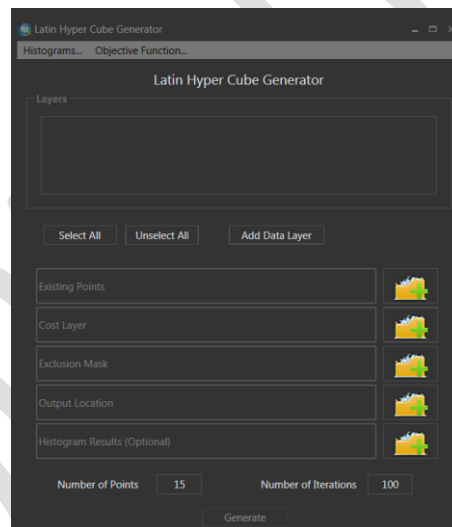 Latin Hyper Cube Generator
Histograms... Objective Function...
Latin Hyper Cube Generator
Layers
Select All Unselect All Add Data Layer
Existing Points
Cost Layer
Exclusion Mask
Output Location
Histogram Results (Optional)
Number of Points 15 Number of Iterations 100
Generate